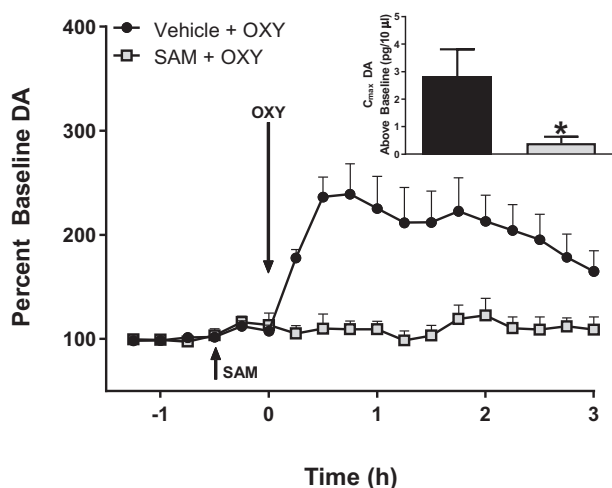 Vehicle + OXY
SAM + OXY
Percent Baseline DA
400
300
200
100
OXY
SAM
-1
0
1
2
3
Time (h)
C max DA
Above Baseline (pg/10 µl)
5
4
3
2
1
0
*